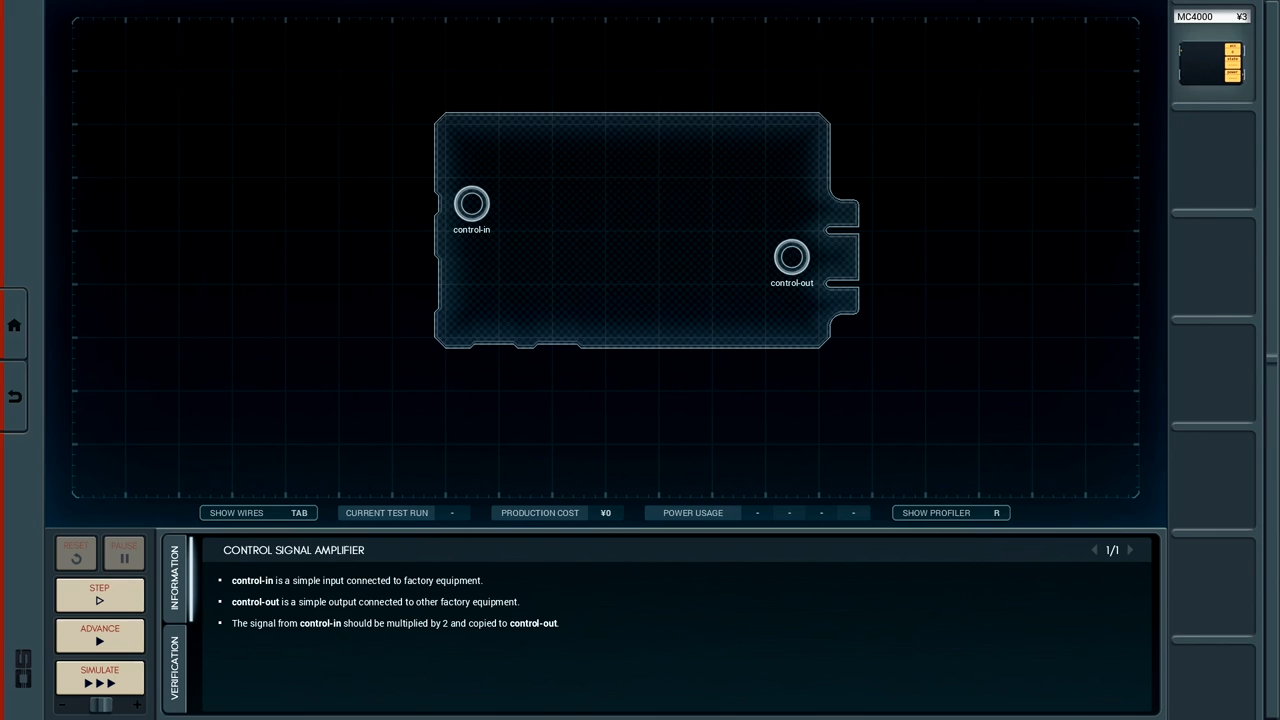 MC4000 ¥3
control-in
control-out
SHOW WIRES TAB CURRENT TEST RUN - PRODUCTION COST ¥0 POWER USAGE - - - - SHOW PROFILER R
RESET PAUSE
STEP
ADVANCE
SIMULATE
- +
INFORMATION
VERIFICATION
CONTROL SIGNAL AMPLIFIER 1/1
▪ control-in is a simple input connected to factory equipment.
▪ control-out is a simple output connected to other factory equipment.
▪ The signal from control-in should be multiplied by 2 and copied to control-out.